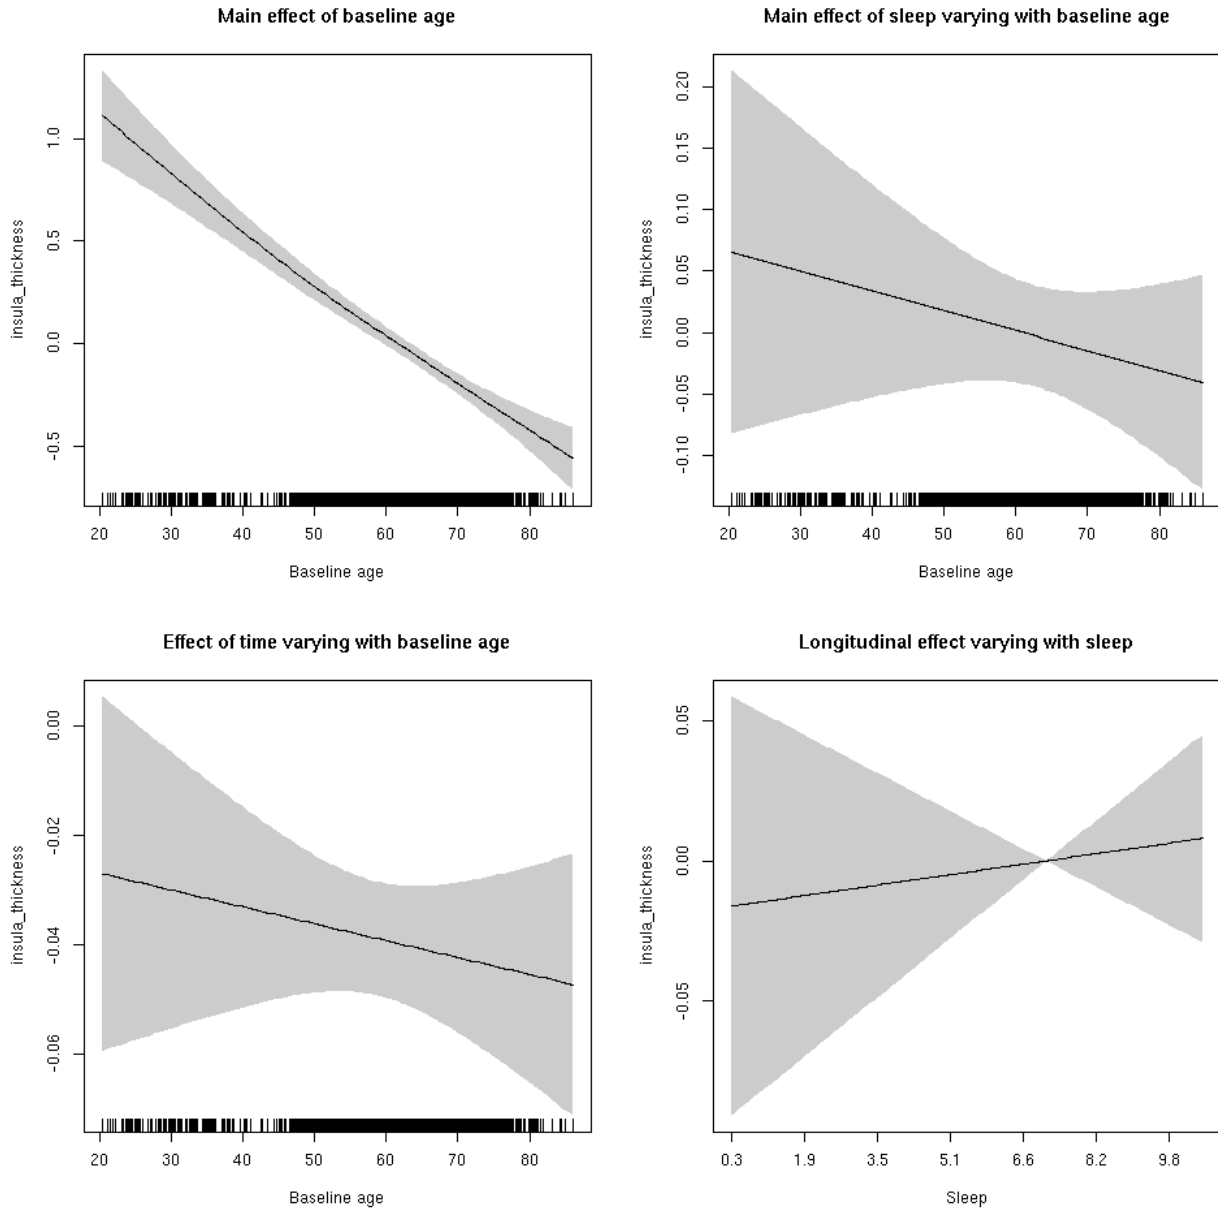 Main effect of baseline age
insula_thickness
1.0
0.5
0.0
-0.5
20 30 40 50 60 70 80
Baseline age
Main effect of sleep varying with baseline age
insula_thickness
0.20
0.15
0.10
0.05
0.00
-0.05
-0.10
20 30 40 50 60 70 80
Baseline age
Effect of time varying with baseline age
insula_thickness
0.00
-0.02
-0.04
-0.06
20 30 40 50 60 70 80
Baseline age
Longitudinal effect varying with sleep
insula_thickness
0.05
0.00
-0.05
0.3 1.9 3.5 5.1 6.6 8.2 9.8
Sleep